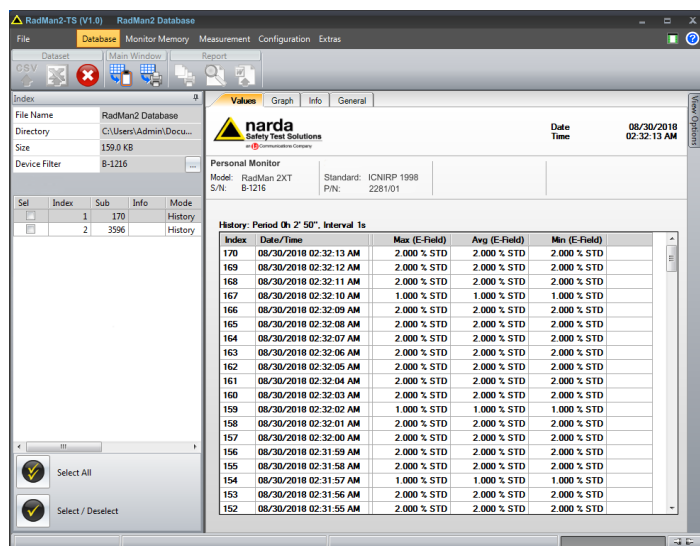 RadMan2-TS (V1.0) RadMan2 Database
File Database Monitor Memory Measurement Configuration Extras
Dataset Main Window Report
CSV
Index
File Name RadMan2 Database
Directory C:\Users\Admin\Docu...
Size 159.0 KB
Device Filter B-1216 ...
Sel Index Sub Info Mode
1 170 History
2 3596 History
Select All
Select / Deselect
Values Graph Info General
View Options
narda
Safety Test Solutions
an L3 Communications Company
Date 08/30/2018
Time 02:32:13 AM
Personal Monitor
Model: RadMan 2XT Standard: ICNIRP 1998
S/N: B-1216 P/N: 2281/01
History: Period 0h 2' 50", Interval 1s
Index Date/Time Max (E-Field) Avg (E-Field) Min (E-Field)
170 08/30/2018 02:32:13 AM 2.000 % STD 2.000 % STD 2.000 % STD
169 08/30/2018 02:32:12 AM 2.000 % STD 2.000 % STD 2.000 % STD
168 08/30/2018 02:32:11 AM 2.000 % STD 2.000 % STD 2.000 % STD
167 08/30/2018 02:32:10 AM 1.000 % STD 1.000 % STD 1.000 % STD
166 08/30/2018 02:32:09 AM 2.000 % STD 2.000 % STD 2.000 % STD
165 08/30/2018 02:32:08 AM 2.000 % STD 2.000 % STD 2.000 % STD
164 08/30/2018 02:32:07 AM 2.000 % STD 2.000 % STD 2.000 % STD
163 08/30/2018 02:32:06 AM 2.000 % STD 2.000 % STD 2.000 % STD
162 08/30/2018 02:32:05 AM 2.000 % STD 2.000 % STD 2.000 % STD
161 08/30/2018 02:32:04 AM 2.000 % STD 2.000 % STD 2.000 % STD
160 08/30/2018 02:32:03 AM 2.000 % STD 2.000 % STD 2.000 % STD
159 08/30/2018 02:32:02 AM 1.000 % STD 1.000 % STD 1.000 % STD
158 08/30/2018 02:32:01 AM 2.000 % STD 2.000 % STD 2.000 % STD
157 08/30/2018 02:32:00 AM 2.000 % STD 2.000 % STD 2.000 % STD
156 08/30/2018 02:31:59 AM 2.000 % STD 2.000 % STD 2.000 % STD
155 08/30/2018 02:31:58 AM 2.000 % STD 2.000 % STD 2.000 % STD
154 08/30/2018 02:31:57 AM 1.000 % STD 1.000 % STD 1.000 % STD
153 08/30/2018 02:31:56 AM 2.000 % STD 2.000 % STD 2.000 % STD
152 08/30/2018 02:31:55 AM 2.000 % STD 2.000 % STD 2.000 % STD